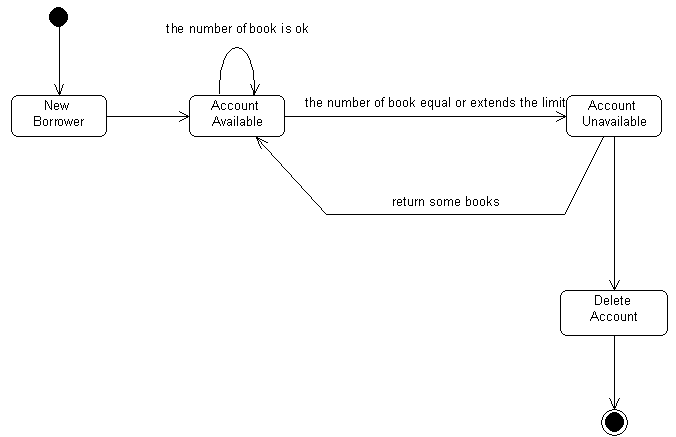 the number of book is ok
New
Borrower
Account
Available
the number of book equal or extends the limit
Account
Unavailable
return some books
Delete
Account